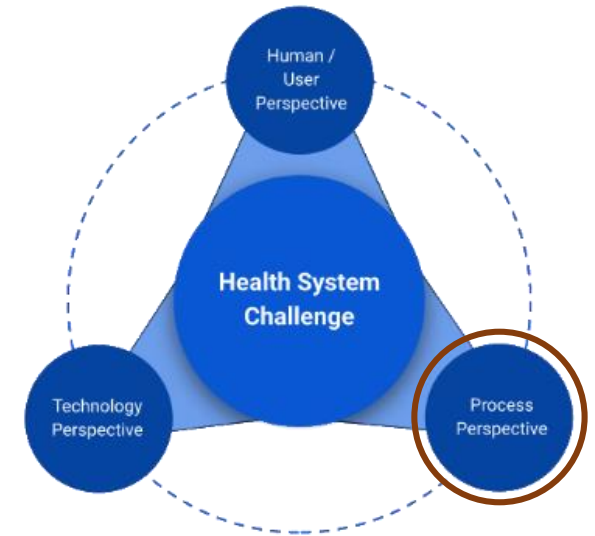 Human /
User
Perspective
Health System
Challenge
Technology
Perspective
Process
Perspective